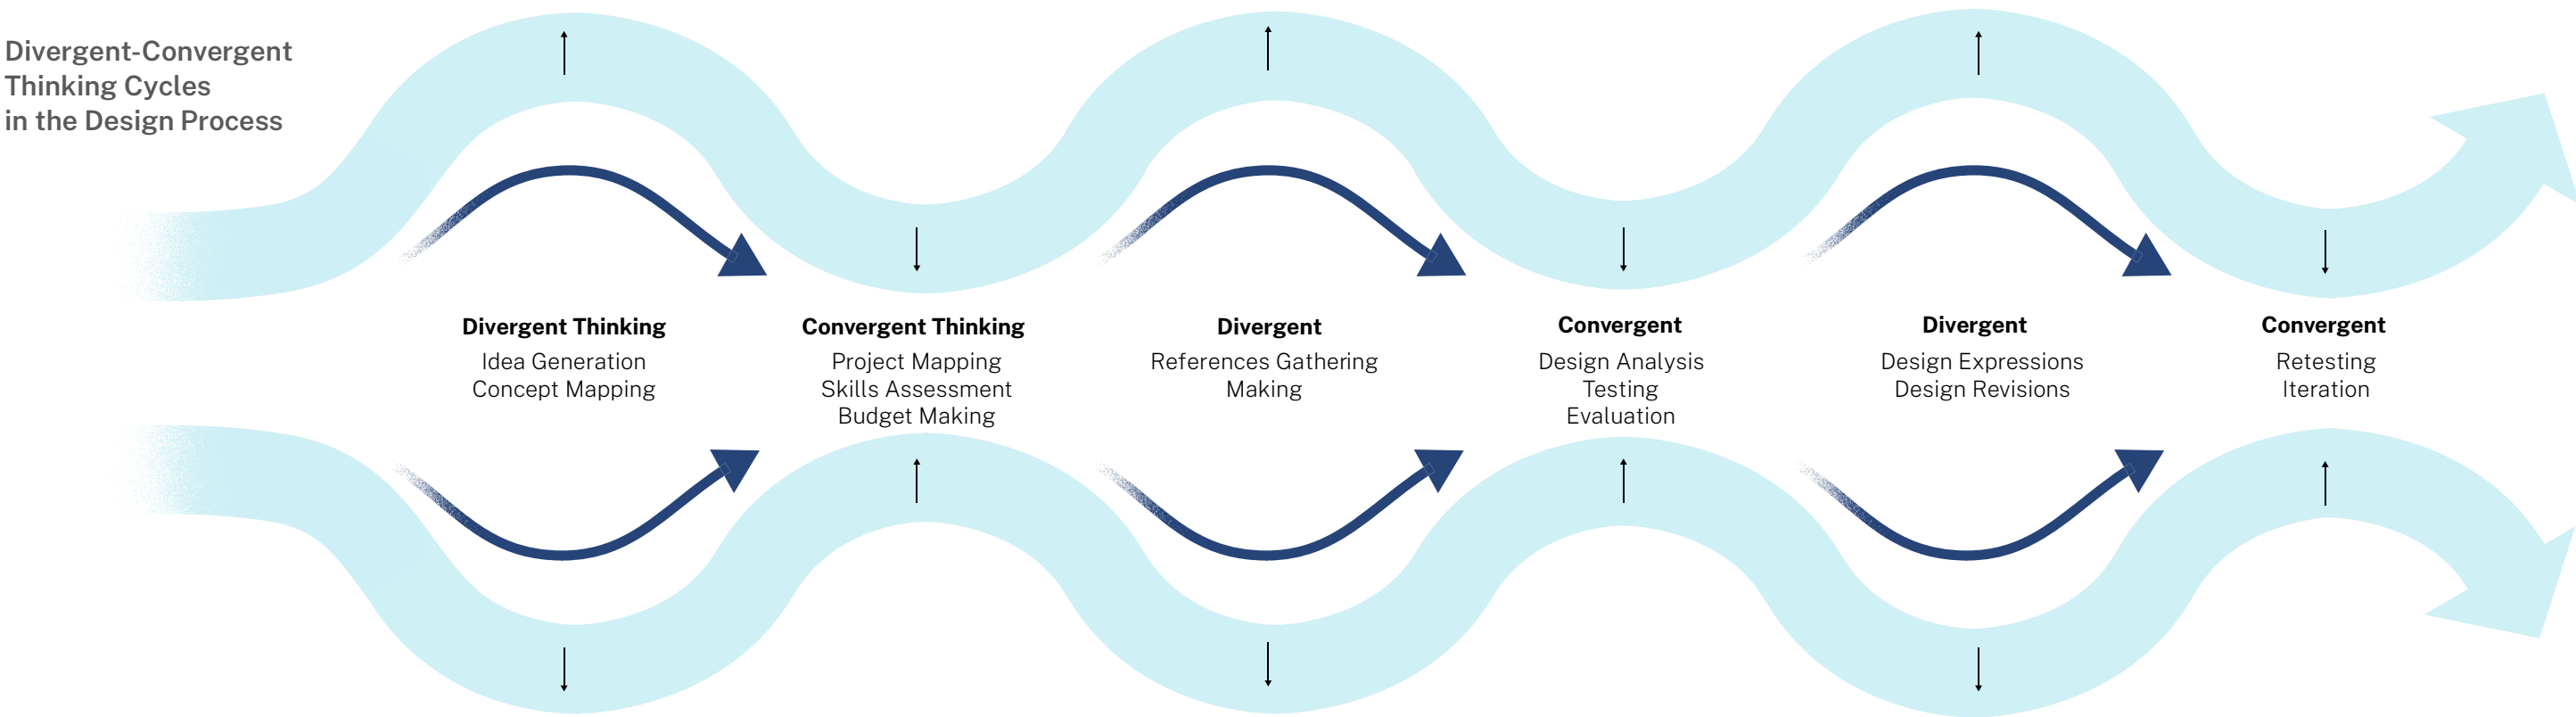 Divergent-Convergent
Thinking Cycles
in the Design Process
Divergent Thinking
Idea Generation
Concept Mapping
Convergent Thinking
Project Mapping
Skills Assessment
Budget Making
Divergent
References Gathering
Making
Convergent
Design Analysis
Testing
Evaluation
Divergent
Design Expressions
Design Revisions
Convergent
Retesting
Iteration